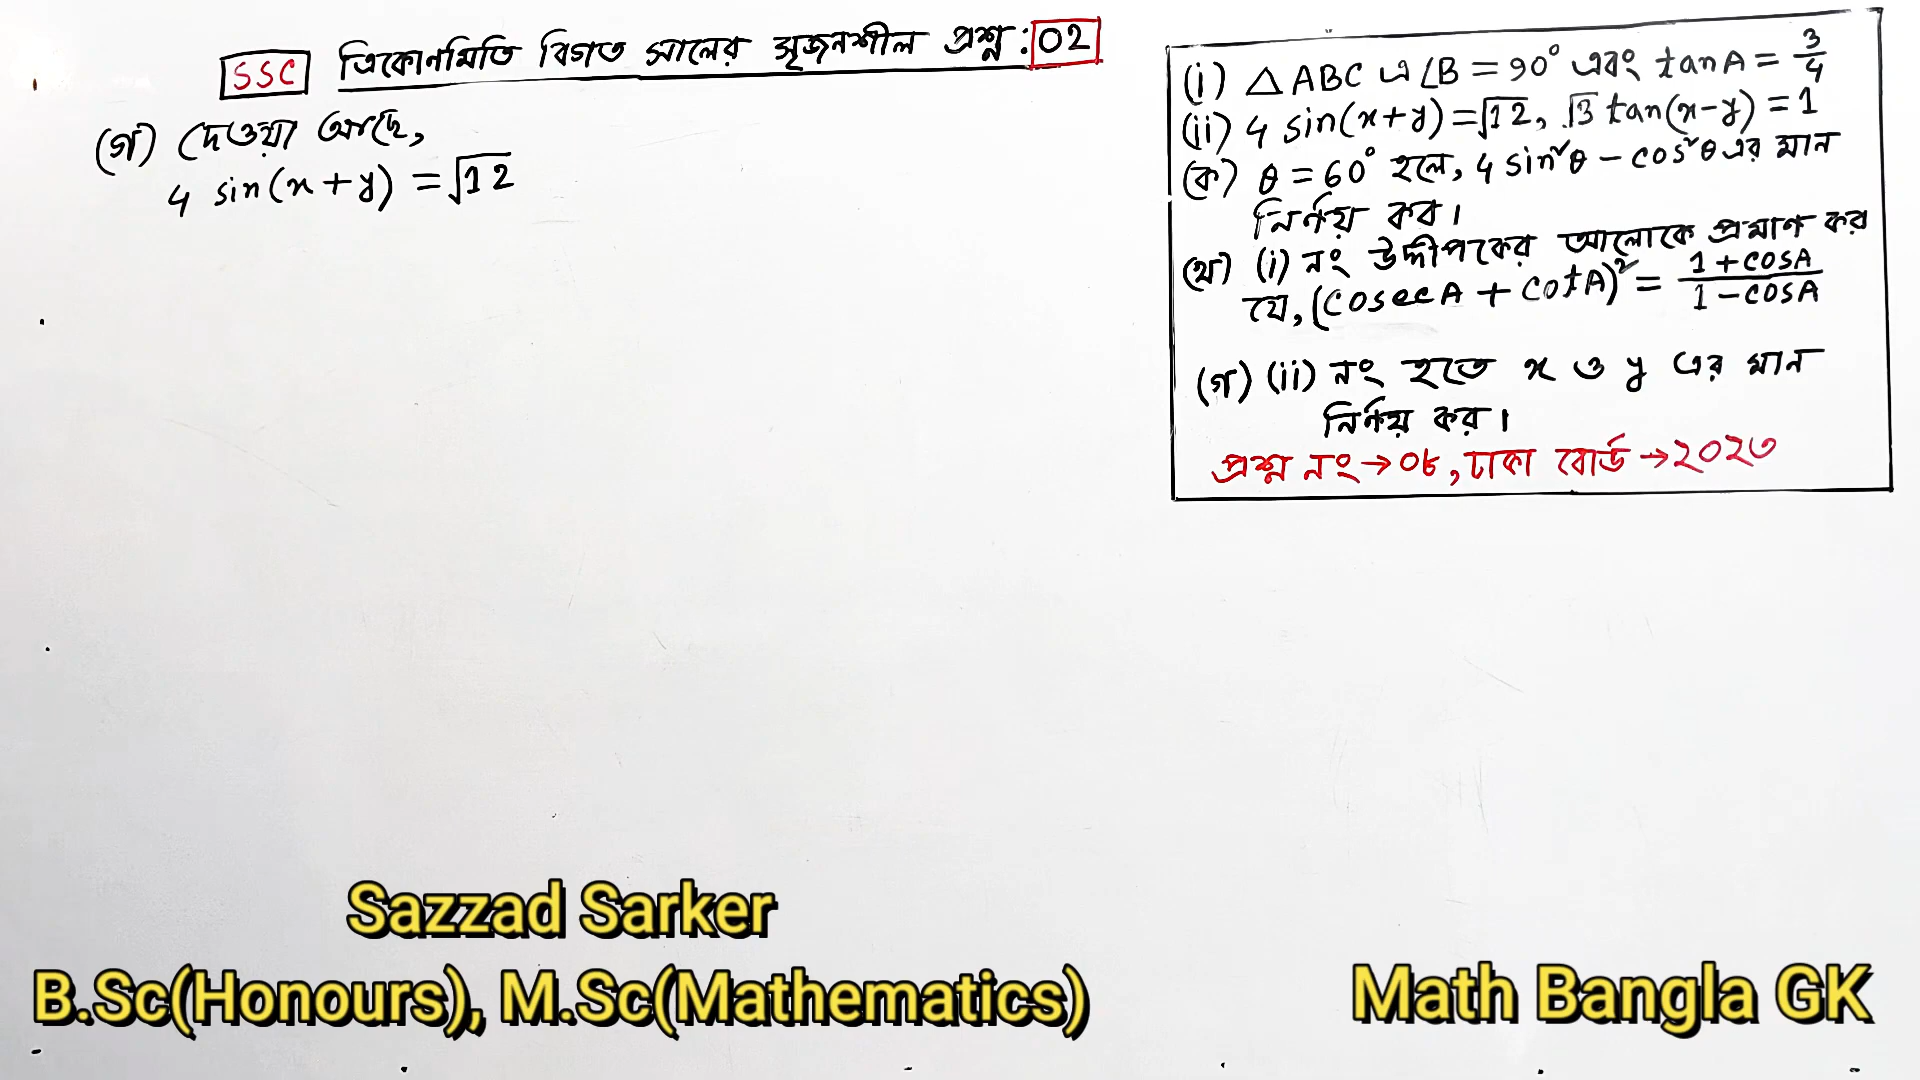 SSC ত্রিকোণমিতি বিগত সালের সৃজনশীল প্রশ্ন : 02
(গ) দেওয়া আছে,
4 sin(x+y) = √12
(i) △ ABC এ ∠B = 90° এবং tanA = 3/4
(ii) 4 sin(x+y) = √12, √3 tan(x-y) = 1
(ক) θ = 60° হলে, 4 sin²θ - cos²θ এর মান
নির্ণয় কর।
(খ) (i) নং উদ্দীপকের আলোকে প্রমাণ কর
যে, (cosecA + cotA)² = 1+cosA/1-cosA
(গ) (ii) নং হতে x ও y এর মান
নির্ণয় কর।
প্রশ্ন নং→০৮, ঢাকা বোর্ড→২০২৩
Sazzad Sarker
B.Sc(Honours), M.Sc(Mathematics)
Math Bangla GK